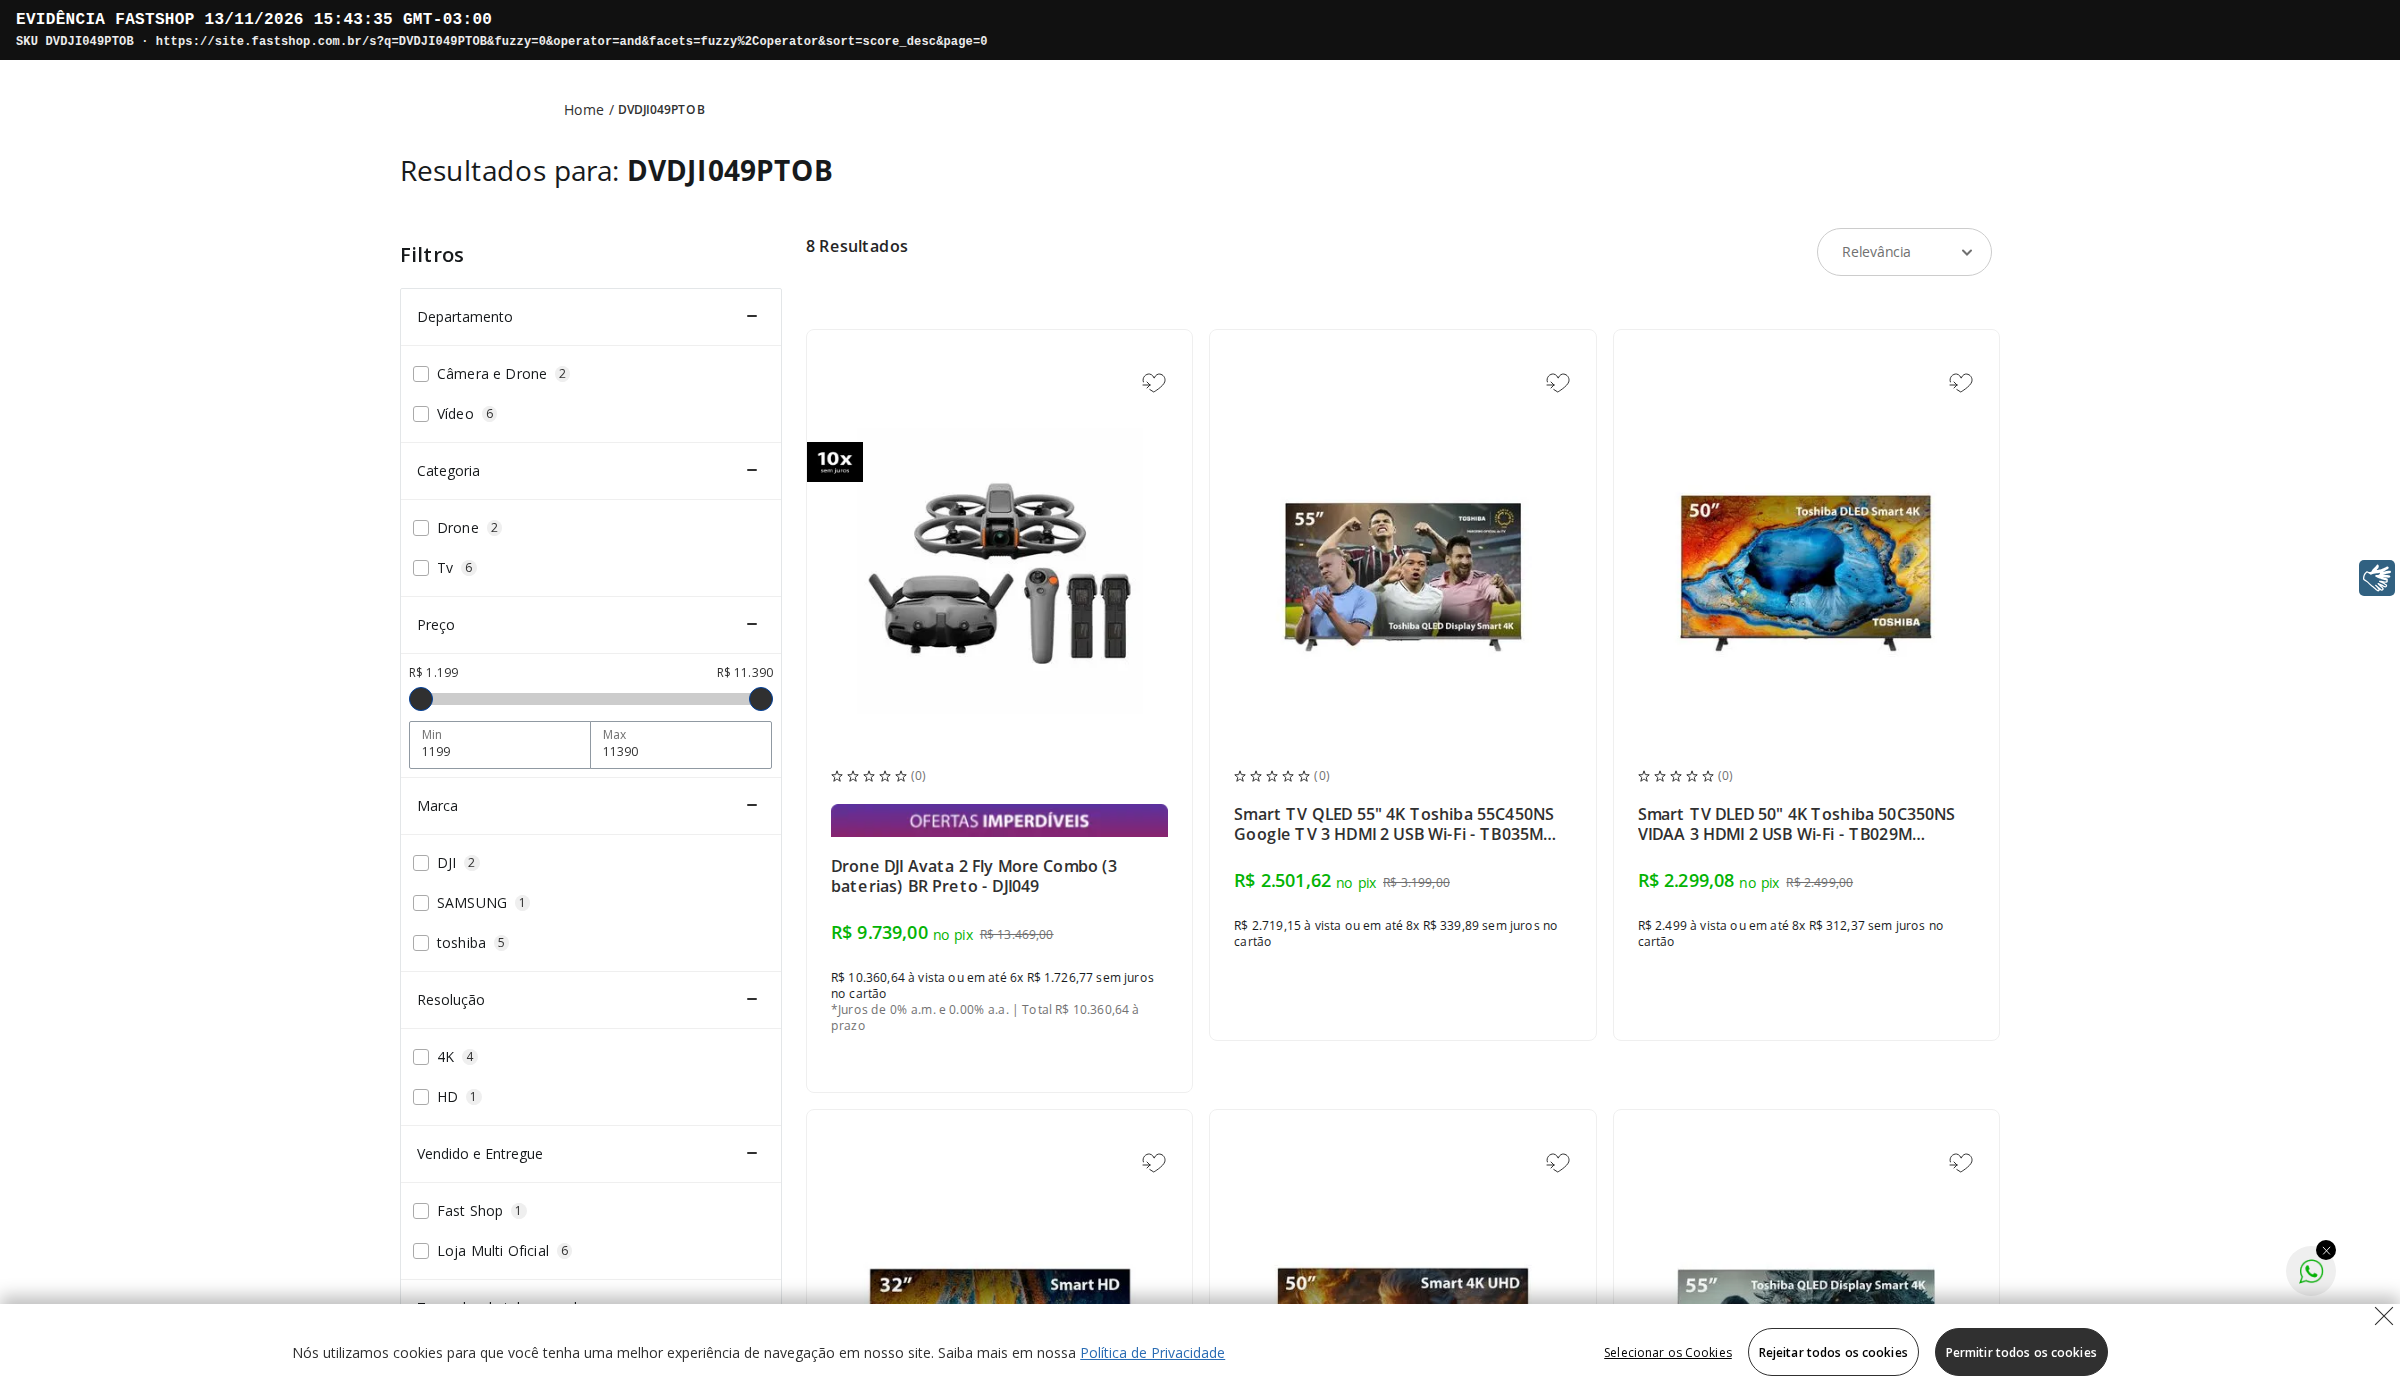 EVIDÊNCIA FASTSHOP 13/11/2026 15:43:35 GMT-03:00
SKU DVDJI049PTOB · https://site.fastshop.com.br/s?q=DVDJI049PTOB&fuzzy=0&operator=and&facets=fuzzy%2Coperator&sort=score_desc&page=0
Home / DVDJI049PTOB
Resultados para: DVDJI049PTOB
Filtros
8 Resultados
Relevância
Departamento
Câmera e Drone 2
Vídeo 6
Categoria
Drone 2
Tv 6
Preço
R$ 1.199
R$ 11.390
Min
1199
Max
11390
Marca
DJI 2
SAMSUNG 1
toshiba 5
Resolução
4K 4
HD 1
Vendido e Entregue
Fast Shop 1
Loja Multi Oficial 6
10x
sem juros
(0)
OFERTAS IMPERDÍVEIS
Drone DJI Avata 2 Fly More Combo (3
baterias) BR Preto - DJI049
R$ 9.739,00 no pix R$ 13.469,00
R$ 10.360,64 à vista ou em até 6x R$ 1.726,77 sem juros
no cartão
*Juros de 0% a.m. e 0.00% a.a. | Total R$ 10.360,64 à
prazo
55”
TOSHIBA
Toshiba QLED Display Smart 4K
(0)
Smart TV QLED 55" 4K Toshiba 55C450NS
Google TV 3 HDMI 2 USB Wi-Fi - TB035M...
R$ 2.501,62 no pix R$ 3.199,00
R$ 2.719,15 à vista ou em até 8x R$ 339,89 sem juros no
cartão
50”
Toshiba DLED Smart 4K
TOSHIBA
(0)
Smart TV DLED 50" 4K Toshiba 50C350NS
VIDAA 3 HDMI 2 USB Wi-Fi - TB029M...
R$ 2.299,08 no pix R$ 2.499,00
R$ 2.499 à vista ou em até 8x R$ 312,37 sem juros no
cartão
32”
Smart HD
50”
Smart 4K UHD
55”
Toshiba QLED Display Smart 4K
Nós utilizamos cookies para que você tenha uma melhor experiência de navegação em nosso site. Saiba mais em nossa Política de Privacidade
Selecionar os Cookies
Rejeitar todos os cookies
Permitir todos os cookies